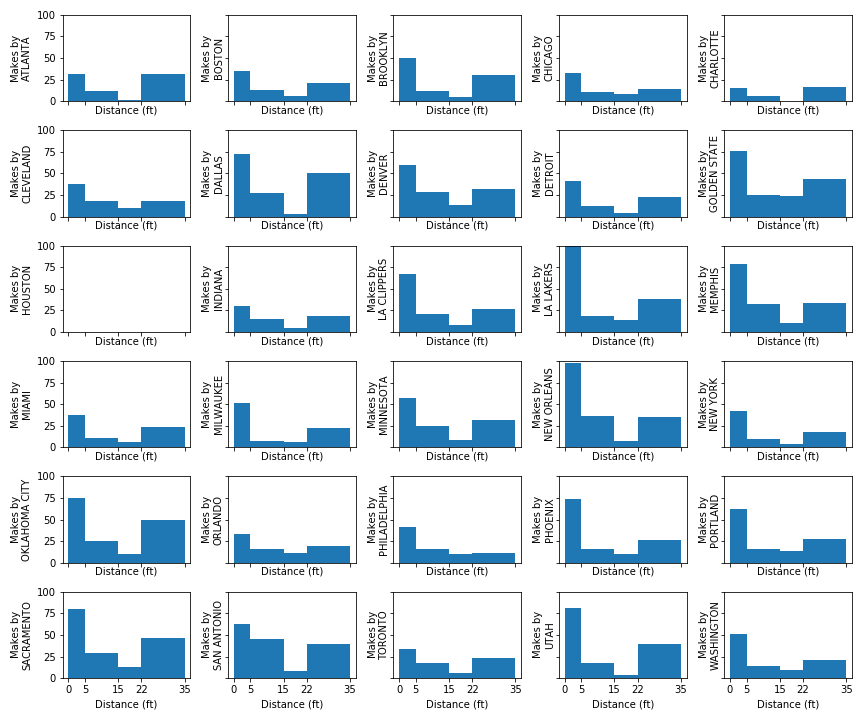 100
75
50
25
0
Makes by
ATLANTA
Distance (ft)
Makes by
BOSTON
Distance (ft)
Makes by
BROOKLYN
Distance (ft)
Makes by
CHICAGO
Distance (ft)
Makes by
CHARLOTTE
Distance (ft)
100
75
50
25
0
Makes by
CLEVELAND
Distance (ft)
Makes by
DALLAS
Distance (ft)
Makes by
DENVER
Distance (ft)
Makes by
DETROIT
Distance (ft)
Makes by
GOLDEN STATE
Distance (ft)
100
75
50
25
0
Makes by
HOUSTON
Distance (ft)
Makes by
INDIANA
Distance (ft)
Makes by
LA CLIPPERS
Distance (ft)
Makes by
LA LAKERS
Distance (ft)
Makes by
MEMPHIS
Distance (ft)
100
75
50
25
0
Makes by
MIAMI
Distance (ft)
Makes by
MILWAUKEE
Distance (ft)
Makes by
MINNESOTA
Distance (ft)
Makes by
NEW ORLEANS
Distance (ft)
Makes by
NEW YORK
Distance (ft)
100
75
50
25
0
Makes by
OKLAHOMA CITY
Distance (ft)
Makes by
ORLANDO
Distance (ft)
Makes by
PHILADELPHIA
Distance (ft)
Makes by
PHOENIX
Distance (ft)
Makes by
PORTLAND
Distance (ft)
100
75
50
25
0
Makes by
SACRAMENTO
0 5 15 22 35
Distance (ft)
Makes by
SAN ANTONIO
0 5 15 22 35
Distance (ft)
Makes by
TORONTO
0 5 15 22 35
Distance (ft)
Makes by
UTAH
0 5 15 22 35
Distance (ft)
Makes by
WASHINGTON
0 5 15 22 35
Distance (ft)